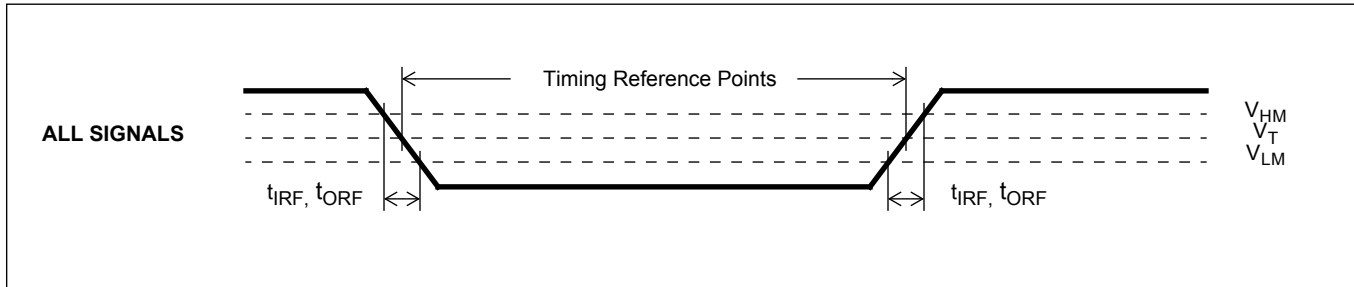 Timing Reference Points
ALL SIGNALS
V_HM
V_T
V_LM
t_IRF, t_ORF
t_IRF, t_ORF